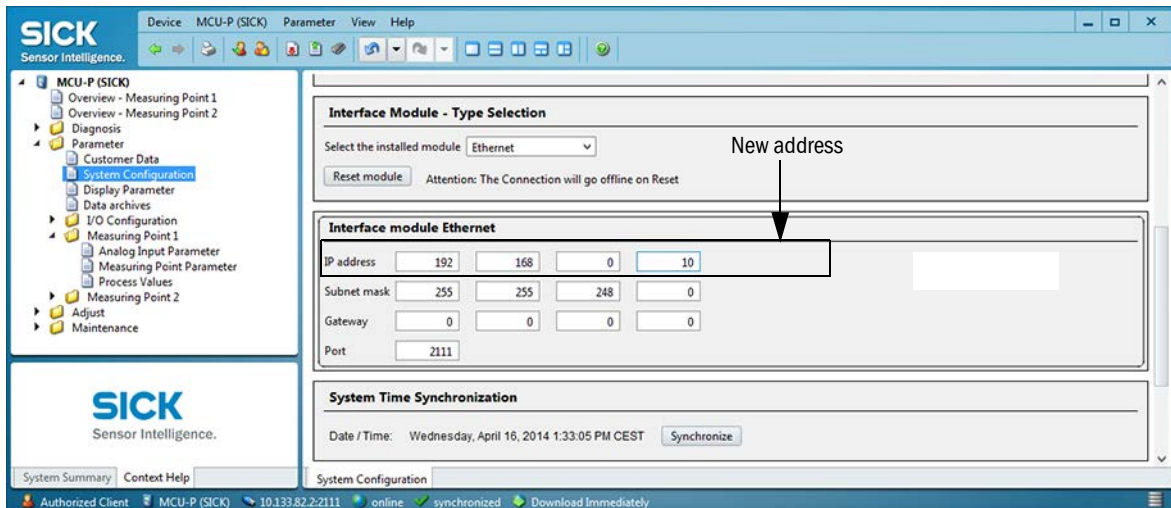 SICK
Sensor Intelligence.
Device MCU-P (SICK) Parameter View Help
MCU-P (SICK)
Overview - Measuring Point 1
Overview - Measuring Point 2
Diagnosis
Parameter
Customer Data
System Configuration
Display Parameter
Data archives
I/O Configuration
Measuring Point 1
Analog Input Parameter
Measuring Point Parameter
Process Values
Measuring Point 2
Adjust
Maintenance
SICK
Sensor Intelligence.
System Summary Context Help
Interface Module - Type Selection
Select the installed module Ethernet
Reset module Attention: The Connection will go offline on Reset
New address
Interface module Ethernet
IP address 192 168 0 10
Subnet mask 255 255 248 0
Gateway 0 0 0 0
Port 2111
System Time Synchronization
Date / Time: Wednesday, April 16, 2014 1:33:05 PM CEST Synchronize
System Configuration
Authorized Client MCU-P (SICK) 10.133.82.2:2111 online synchronized Download Immediately